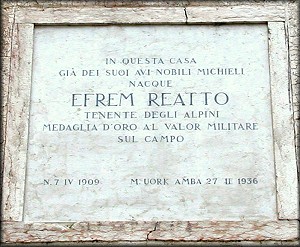 IN QUESTA CASA
GIÀ DEI SUOI AVI NOBILI MICHIELI
NACQUE
EFREM REATTO
TENENTE DEGLI ALPINI
MEDAGLIA D'ORO AL VALOR MILITARE
SUL CAMPO
N. 7 IV 1909 M. UORK AMBA 27 II 1936